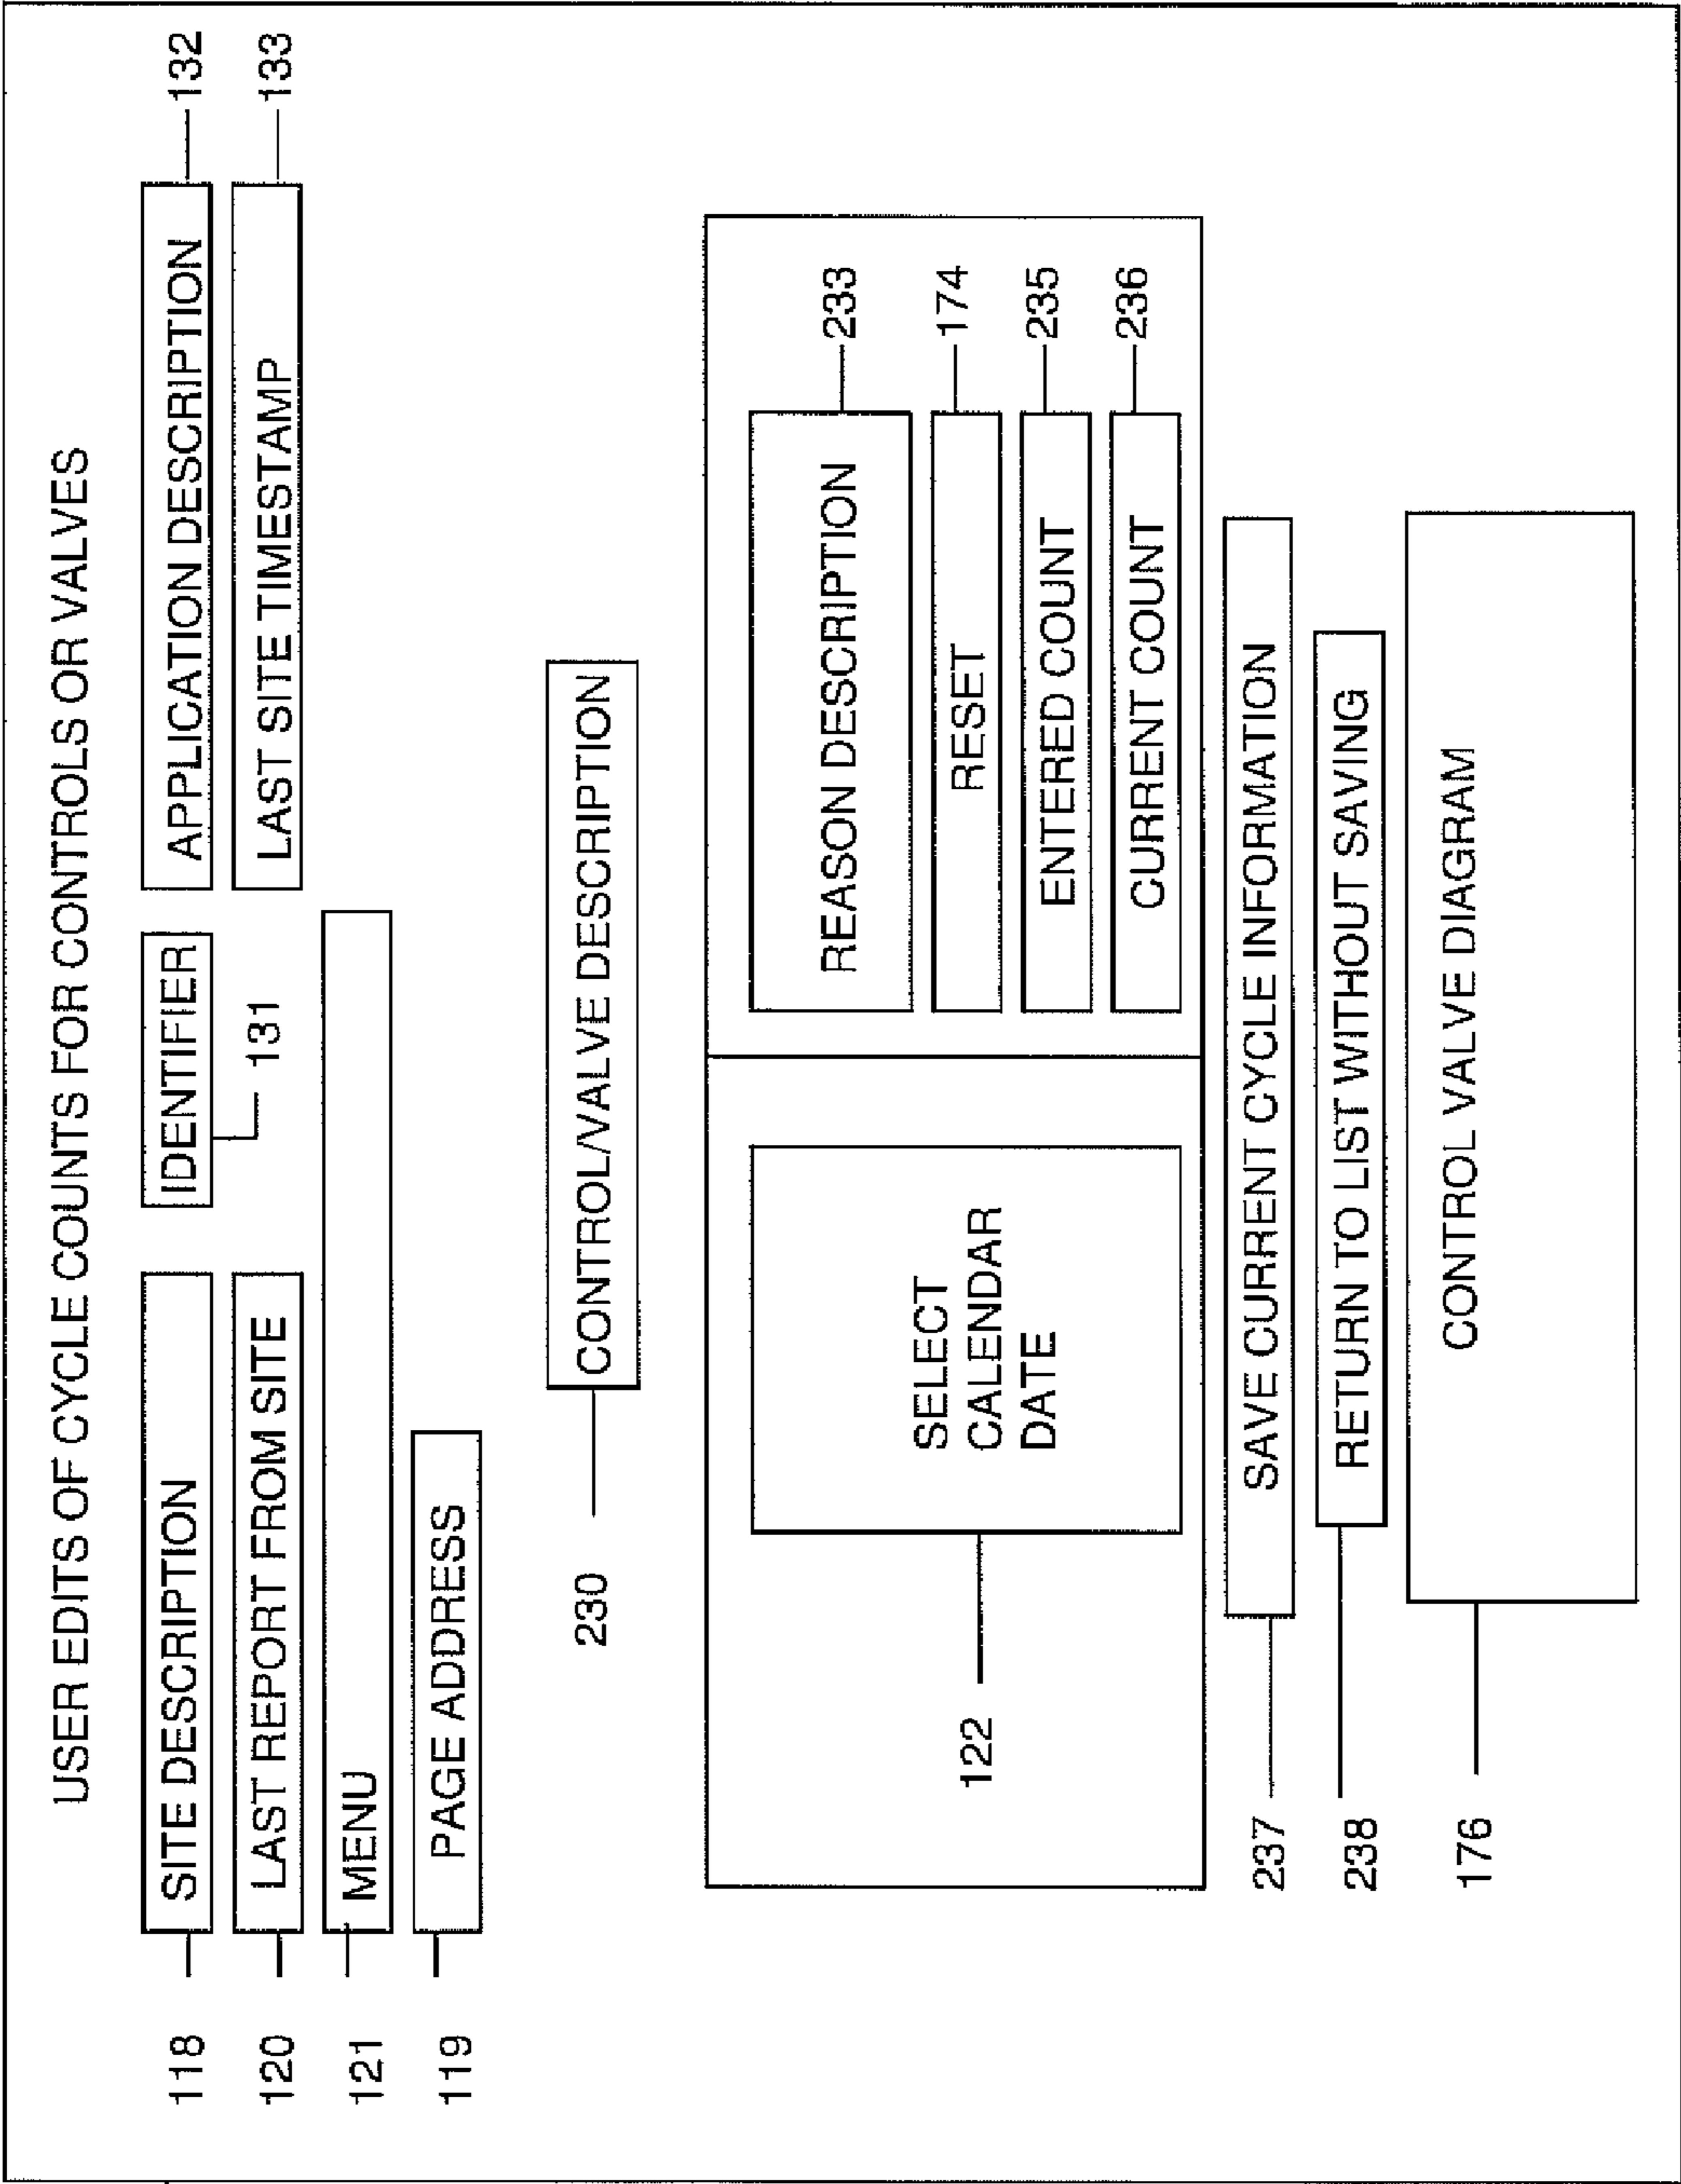 USER EDITS OF CYCLE COUNTS FOR CONTROLS OR VALVES
118 SITE DESCRIPTION IDENTIFIER APPLICATION DESCRIPTION 132
131
120 LAST REPORT FROM SITE LAST SITE TIMESTAMP 133
121 MENU
119 PAGE ADDRESS
230 CONTROL/VALVE DESCRIPTION
122 SELECT
CALENDAR
DATE
REASON DESCRIPTION 233
RESET 174
ENTERED COUNT 235
CURRENT COUNT 236
237 SAVE CURRENT CYCLE INFORMATION
238 RETURN TO LIST WITHOUT SAVING
176 CONTROL VALVE DIAGRAM